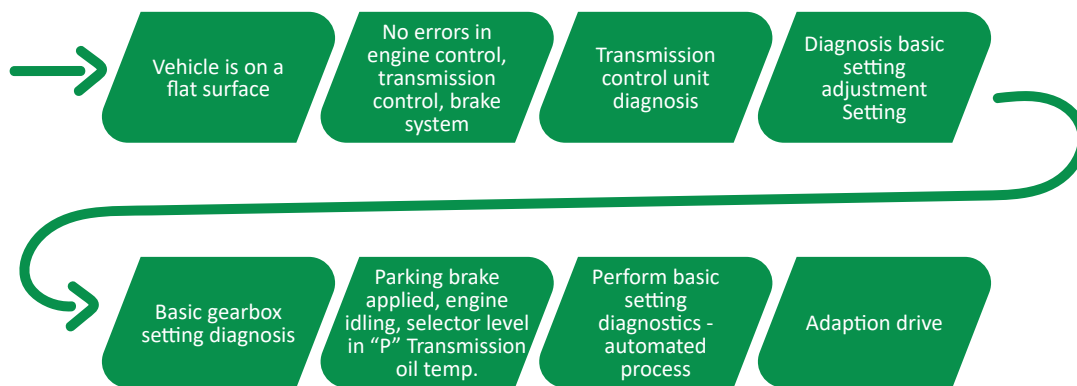 Vehicle is on a
flat surface
No errors in
engine control,
transmission
control, brake
system
Transmission
control unit
diagnosis
Diagnosis basic
setting
adjustment
Setting
Basic gearbox
setting diagnosis
Parking brake
applied, engine
idling, selector level
in “P” Transmission
oil temp.
Perform basic
setting
diagnostics -
automated
process
Adaption drive